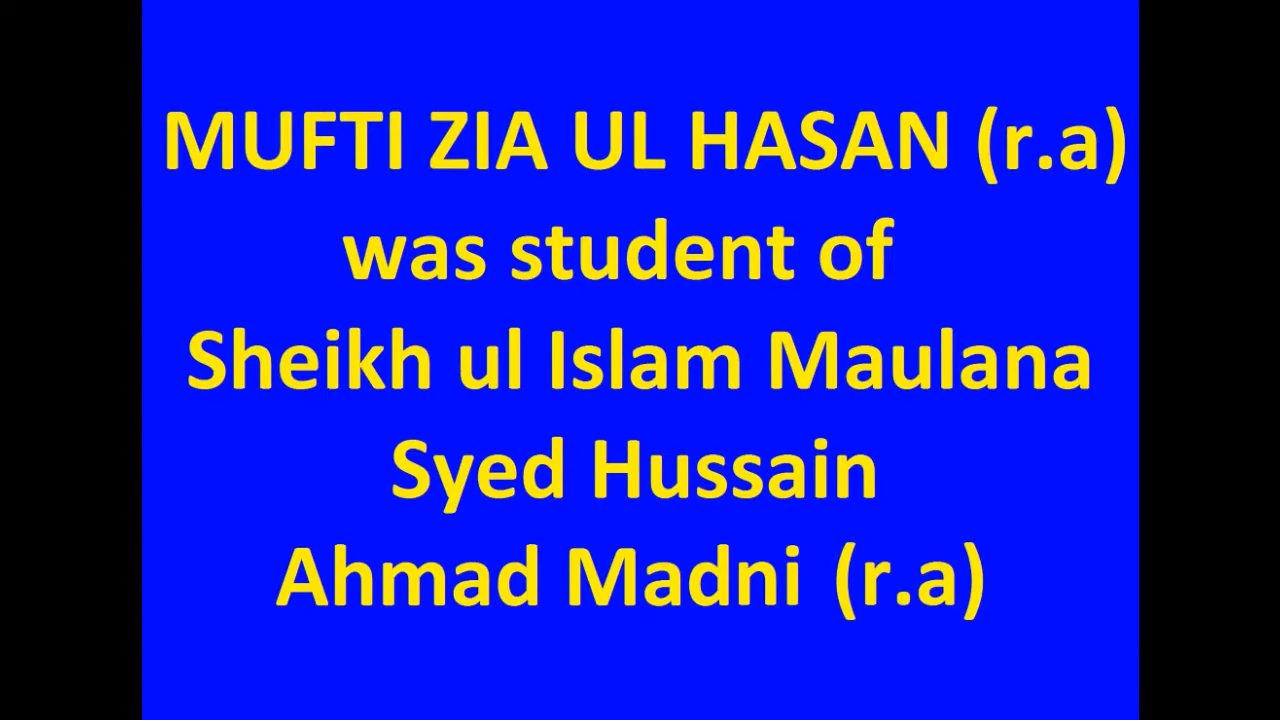 MUFTI ZIA UL HASAN (r.a)
was student of
Sheikh ul Islam Maulana
Syed Hussain
Ahmad Madni (r.a)